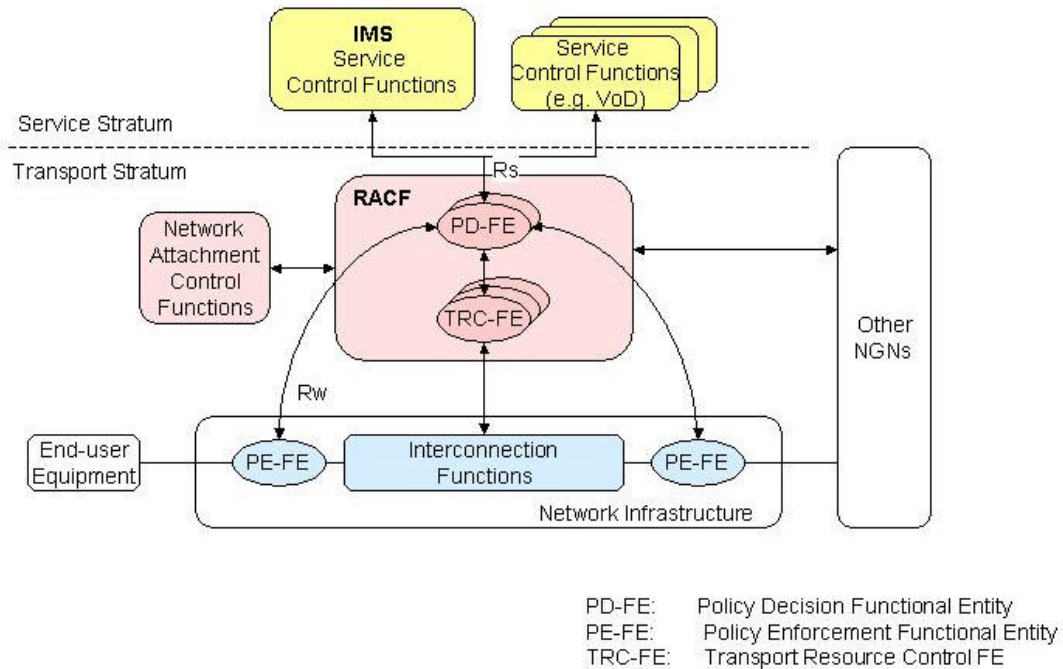 IMS
Service
Control Functions
Service
Control Functions
(e.g. VoD)
Service Stratum
Transport Stratum
Rs
RACF
PD-FE
TRC-FE
Network
Attachment
Control
Functions
Other
NGNs
Rw
End-user
Equipment
PE-FE
Interconnection
Functions
PE-FE
Network Infrastructure
PD-FE: Policy Decision Functional Entity
PE-FE: Policy Enforcement Functional Entity
TRC-FE: Transport Resource Control FE